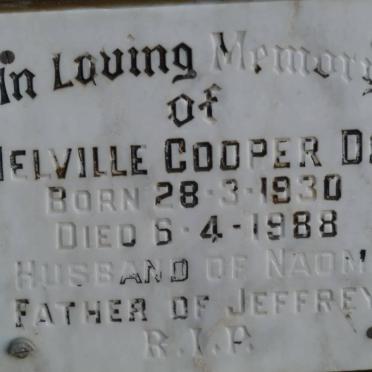 In Loving Memory
of
Melville Cooper D
Born 28·3·1930
Died 6·4-1988
Husband of Naom
Father of Jeffrey
R.I.P.